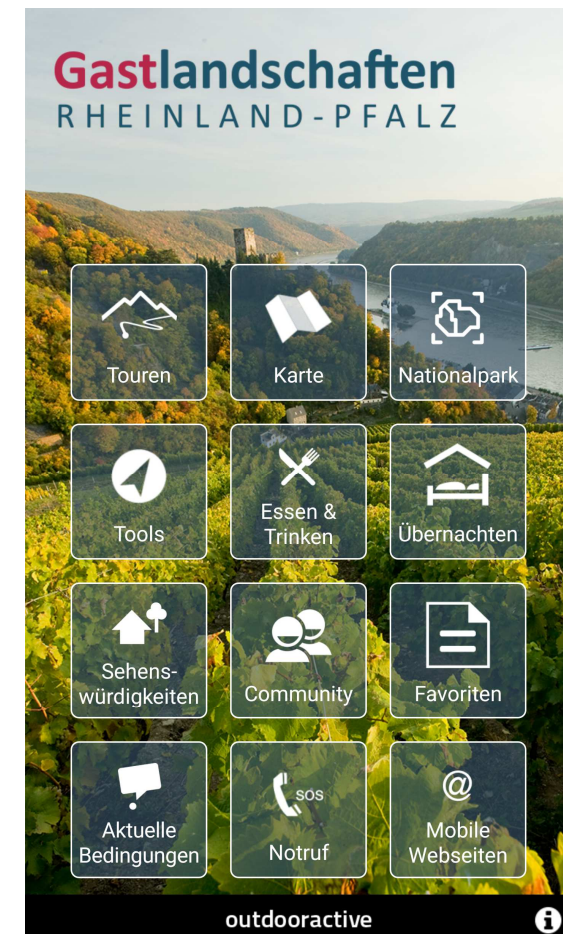 Gastlandschaften
RHEINLAND-PFALZ
Touren
Karte
Nationalpark
Tools
Essen &
Trinken
Übernachten
Sehens-
würdigkeiten
Community
Favoriten
Aktuelle
Bedingungen
SOS
Notruf
@
Mobile
Webseiten
outdooractive
i